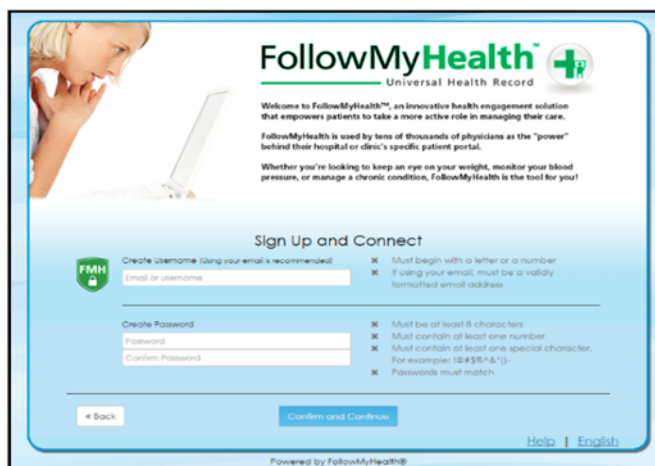 FollowMyHealth™
Universal Health Record
Welcome to FollowMyHealth™, an innovative health engagement solution
that empowers patients to take a more active role in managing their care.
FollowMyHealth is used by tens of thousands of physicians as the "power"
behind their hospital or clinic's specific patient portal.
Whether you're looking to keep an eye on your weight, monitor your blood
pressure, or manage a chronic condition, FollowMyHealth is the tool for you!
Sign Up and Connect
FMH
Create Username (Using your email is recommended)
Email or username
Must begin with a letter or a number
If using your email, must be a validly
formatted email address
Create Password
Password
Confirm Password
Must be at least 8 characters
Must contain at least one number
Must contain at least one special character.
For example: !@#$%^&*()-
Passwords must match
< Back
Confirm and Continue
Help | English
Powered by FollowMyHealth®